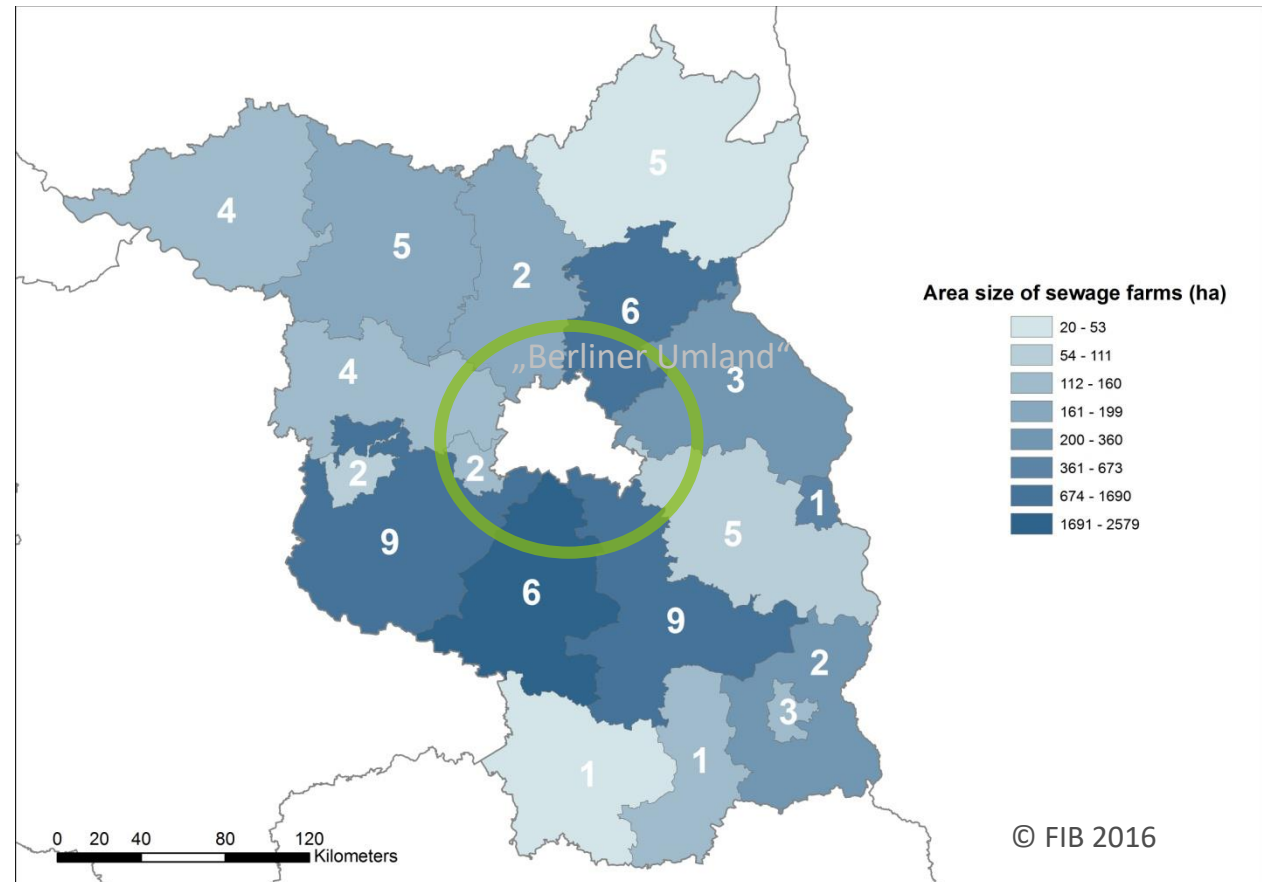 5
4
5
2
6
„Berliner Umland“
4
3
2
2
1
9
5
6
9
2
3
1
1
Area size of sewage farms (ha)
20 - 53
54 - 111
112 - 160
161 - 199
200 - 360
361 - 673
674 - 1690
1691 - 2579
0 20 40 80 120
Kilometers
© FIB 2016